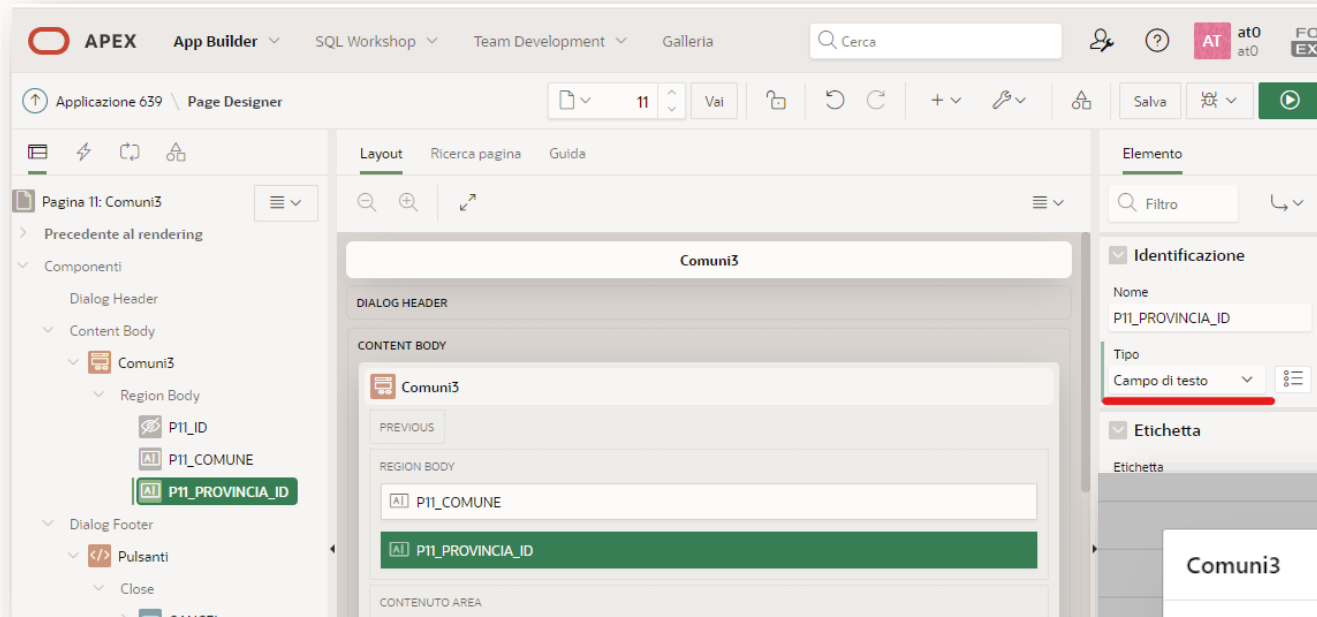 APEX App Builder SQL Workshop Team Development Galleria Cerca AT at0 FO
at0 EX
Applicazione 639 \ Page Designer 11 Vai Salva
Layout Ricerca pagina Guida Elemento
Pagina 11: Comuni3 Filtro
Precedente al rendering
Componenti Comuni3 Identificazione
Dialog Header DIALOG HEADER Nome
Content Body P11_PROVINCIA_ID
CONTENT BODY Tipo
Comuni3 Comuni3 Campo di testo
Region Body
P11_ID PREVIOUS Etichetta
P11_COMUNE REGION BODY Etichetta
P11_PROVINCIA_ID P11_COMUNE
Dialog Footer
Pulsanti P11_PROVINCIA_ID Comuni3
Close
CONTENUTO AREA